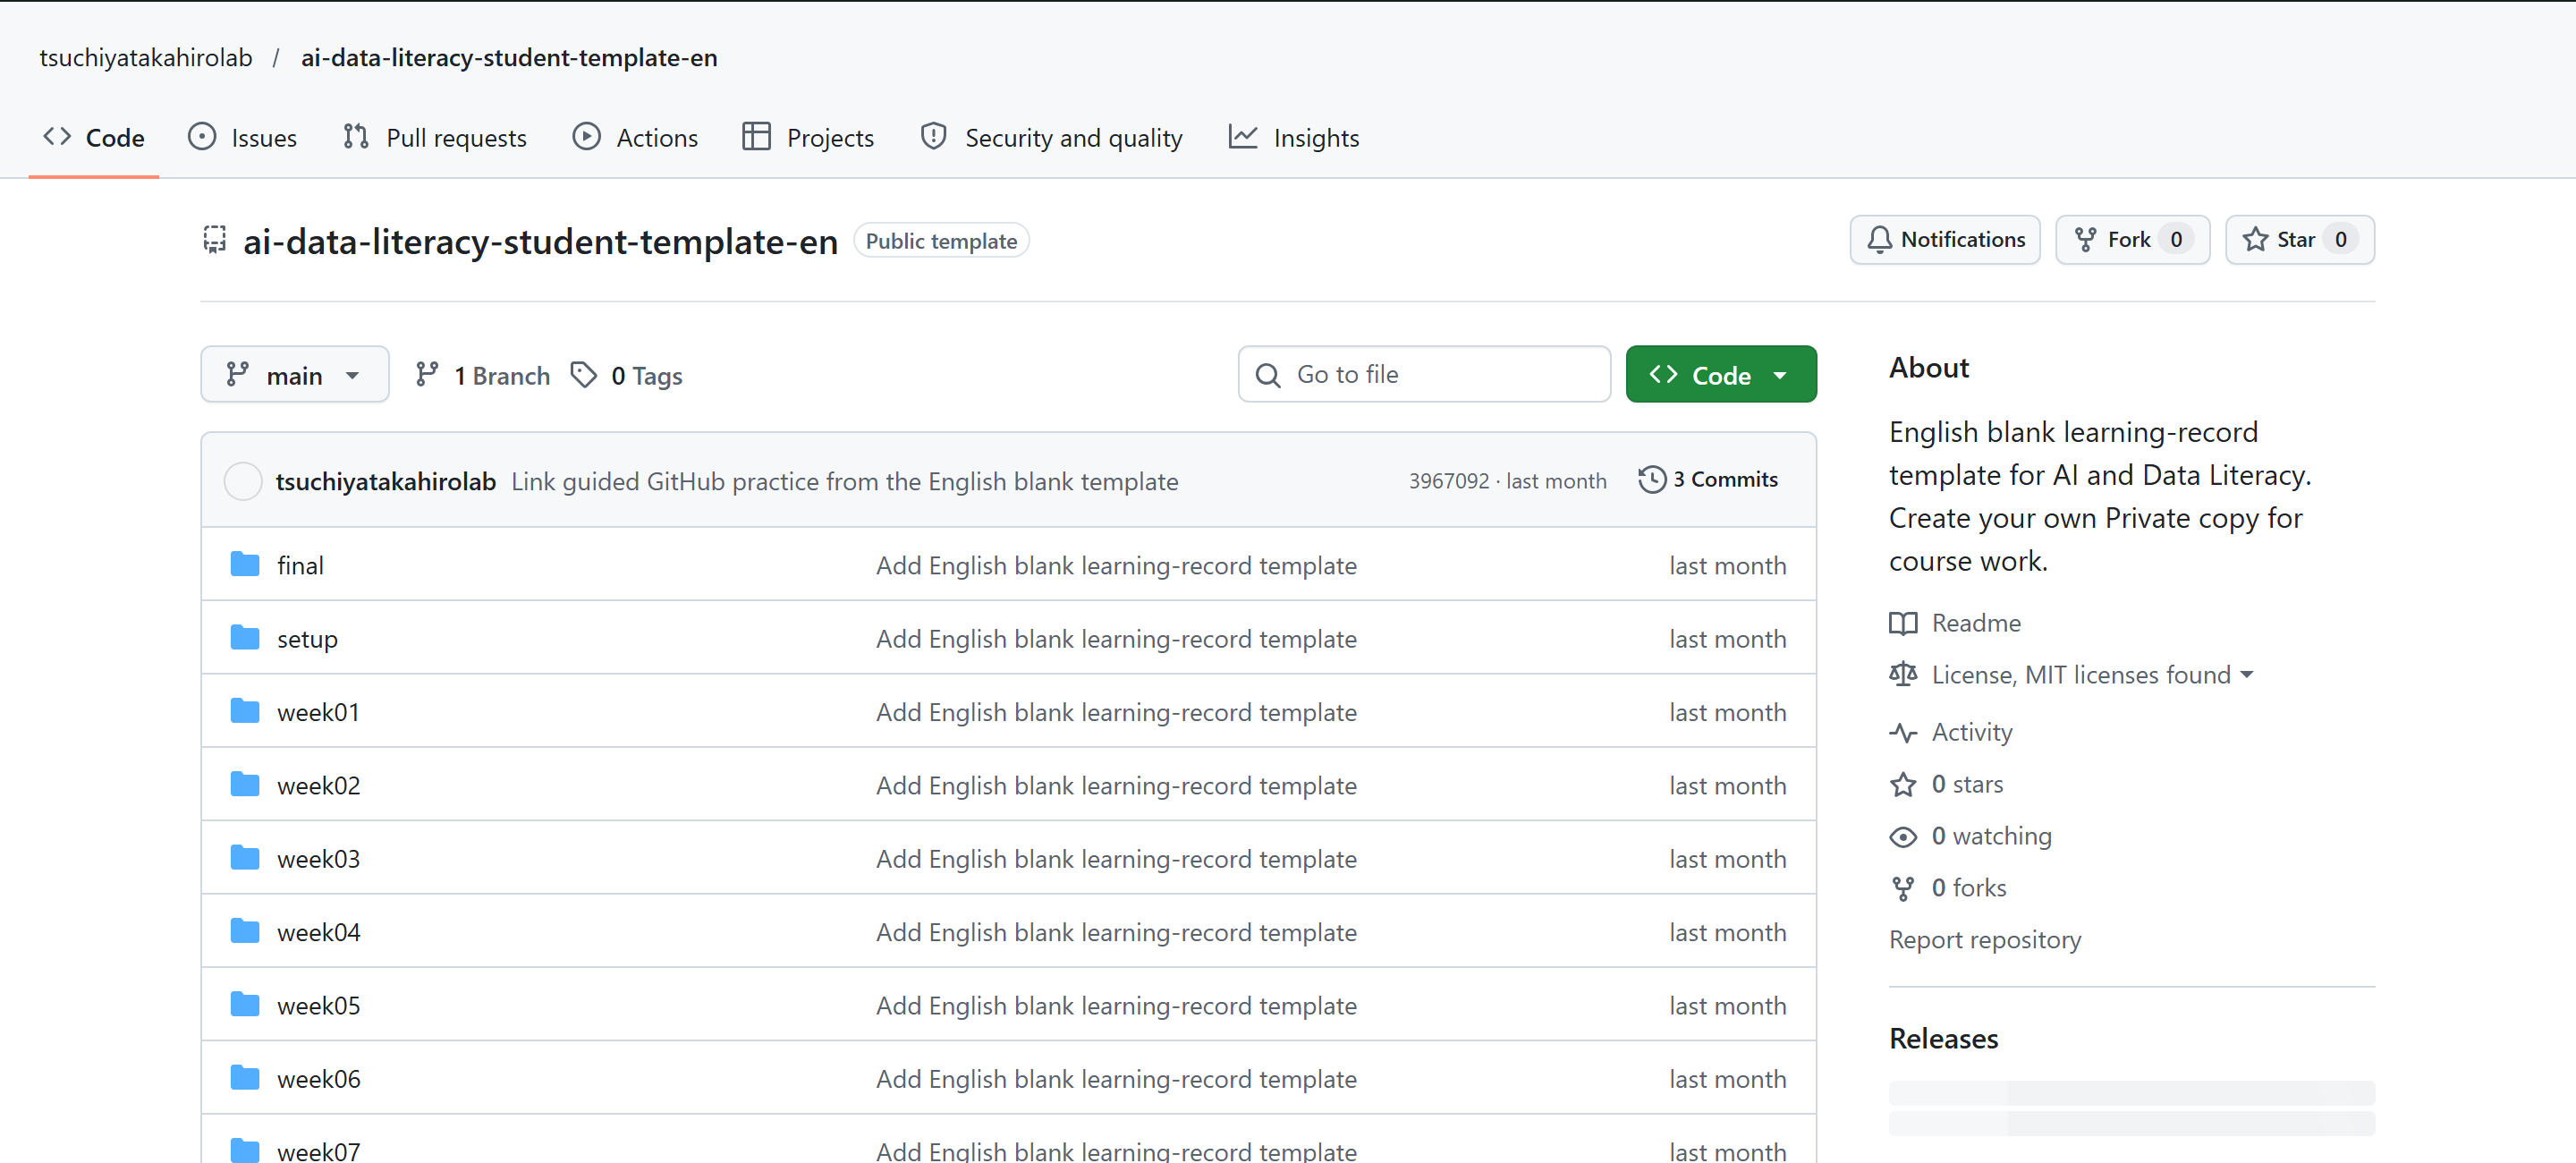 tsuchiyatakahirolab / ai-data-literacy-student-template-en
Code Issues Pull requests Actions Projects Security and quality Insights
ai-data-literacy-student-template-en Public template
Notifications Fork 0 Star 0
main 1 Branch 0 Tags
Go to file Code
tsuchiyatakahirolab Link guided GitHub practice from the English blank template 3967092 · last month 3 Commits
final Add English blank learning-record template last month
setup Add English blank learning-record template last month
week01 Add English blank learning-record template last month
week02 Add English blank learning-record template last month
week03 Add English blank learning-record template last month
week04 Add English blank learning-record template last month
week05 Add English blank learning-record template last month
week06 Add English blank learning-record template last month
week07 Add English blank learning-record template last month
About
English blank learning-record
template for AI and Data Literacy.
Create your own Private copy for
course work.
Readme
License, MIT licenses found
Activity
0 stars
0 watching
0 forks
Report repository
Releases